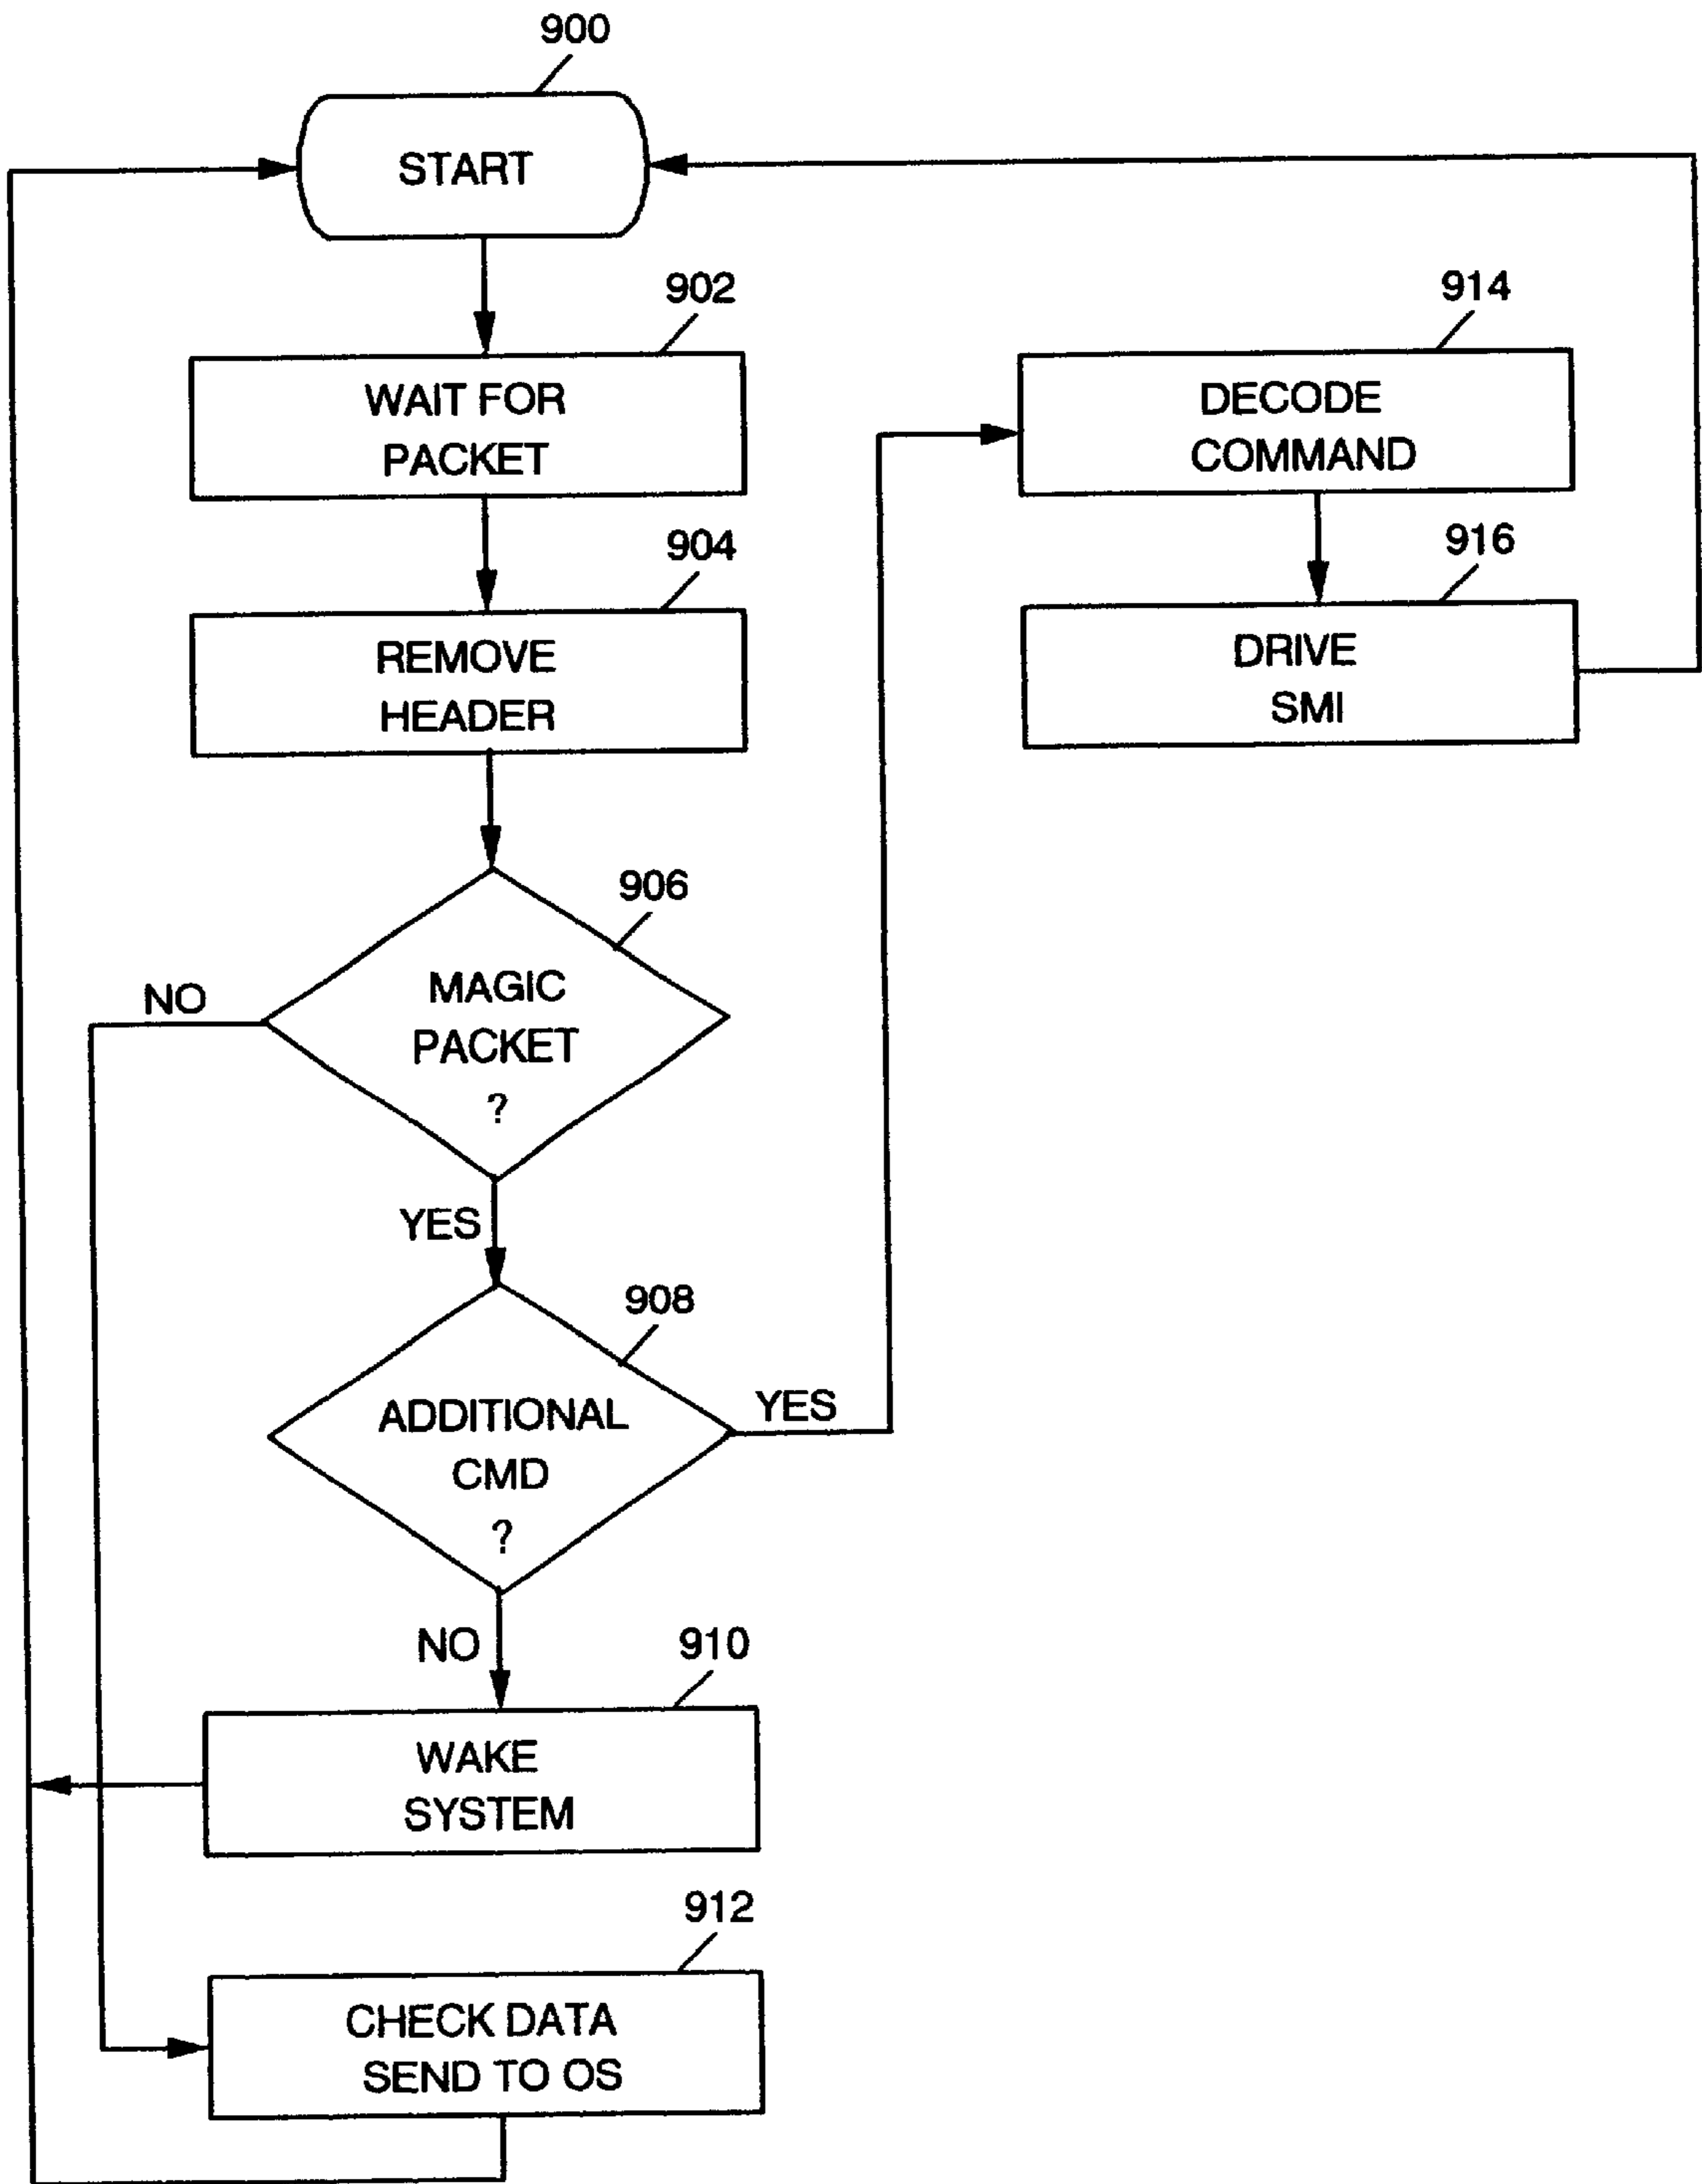 900
START
902
WAIT FOR
PACKET
904
REMOVE
HEADER
906
MAGIC
PACKET
?
NO
YES
908
ADDITIONAL
CMD
?
YES
NO
910
WAKE
SYSTEM
912
CHECK DATA
SEND TO OS
914
DECODE
COMMAND
916
DRIVE
SMI